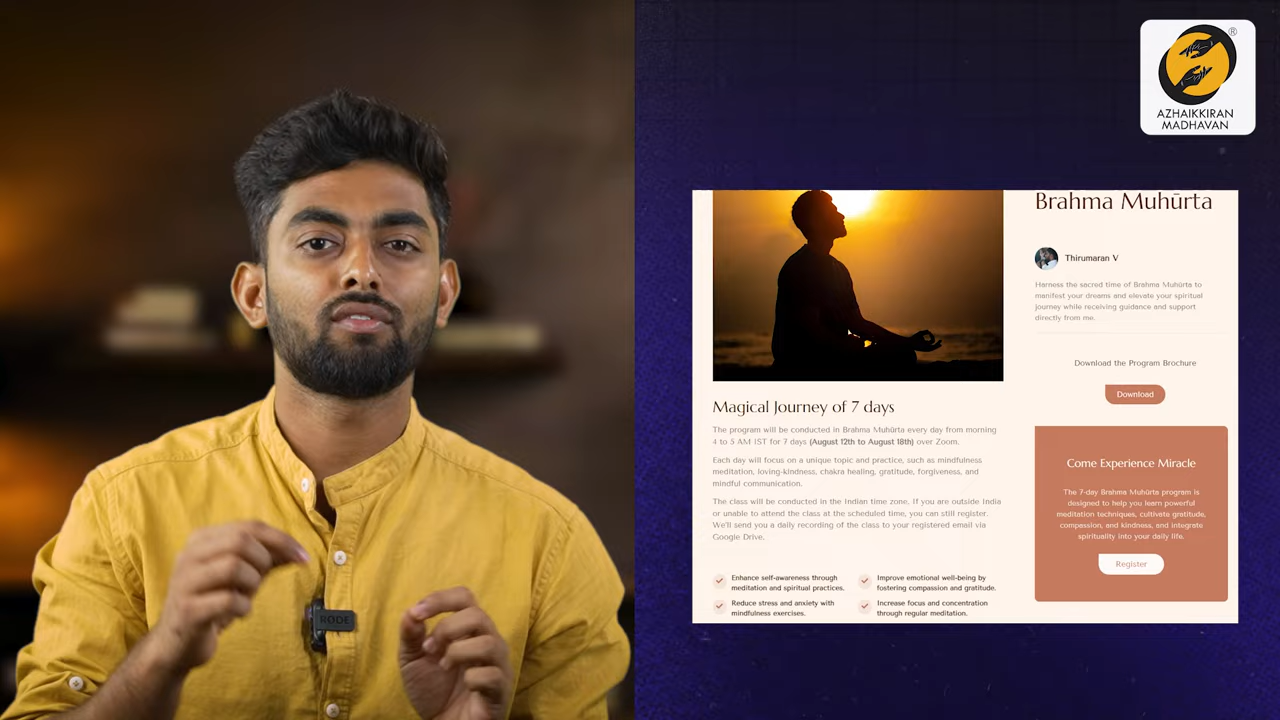 ®
AZHAIKKIRAN
MADHAVAN
Brahma Muhūrta
Thirumaran V
Harness the sacred time of Brahma Muhūrta to
manifest your dreams and elevate your spiritual
journey while receiving guidance and support
directly from me.
Download the Program Brochure
Download
Magical Journey of 7 days
The program will be conducted in Brahma Muhūrta every day from morning
4 to 5 AM IST for 7 days (August 12th to August 18th) over Zoom.
Each day will focus on a unique topic and practice, such as mindfulness
meditation, loving-kindness, chakra healing, gratitude, forgiveness, and
mindful communication.
The class will be conducted in the Indian time zone. If you are outside India
or unable to attend the class at the scheduled time, you can still register.
We'll send you a daily recording of the class to your registered email via
Google Drive.
Enhance self-awareness through
meditation and spiritual practices.
Improve emotional well-being by
fostering compassion and gratitude.
Reduce stress and anxiety with
mindfulness exercises.
Increase focus and concentration
through regular meditation.
Come Experience Miracle
The 7-day Brahma Muhūrta program is
designed to help you learn powerful
meditation techniques, cultivate gratitude,
compassion, and kindness, and integrate
spirituality into your daily life.
Register
RODE